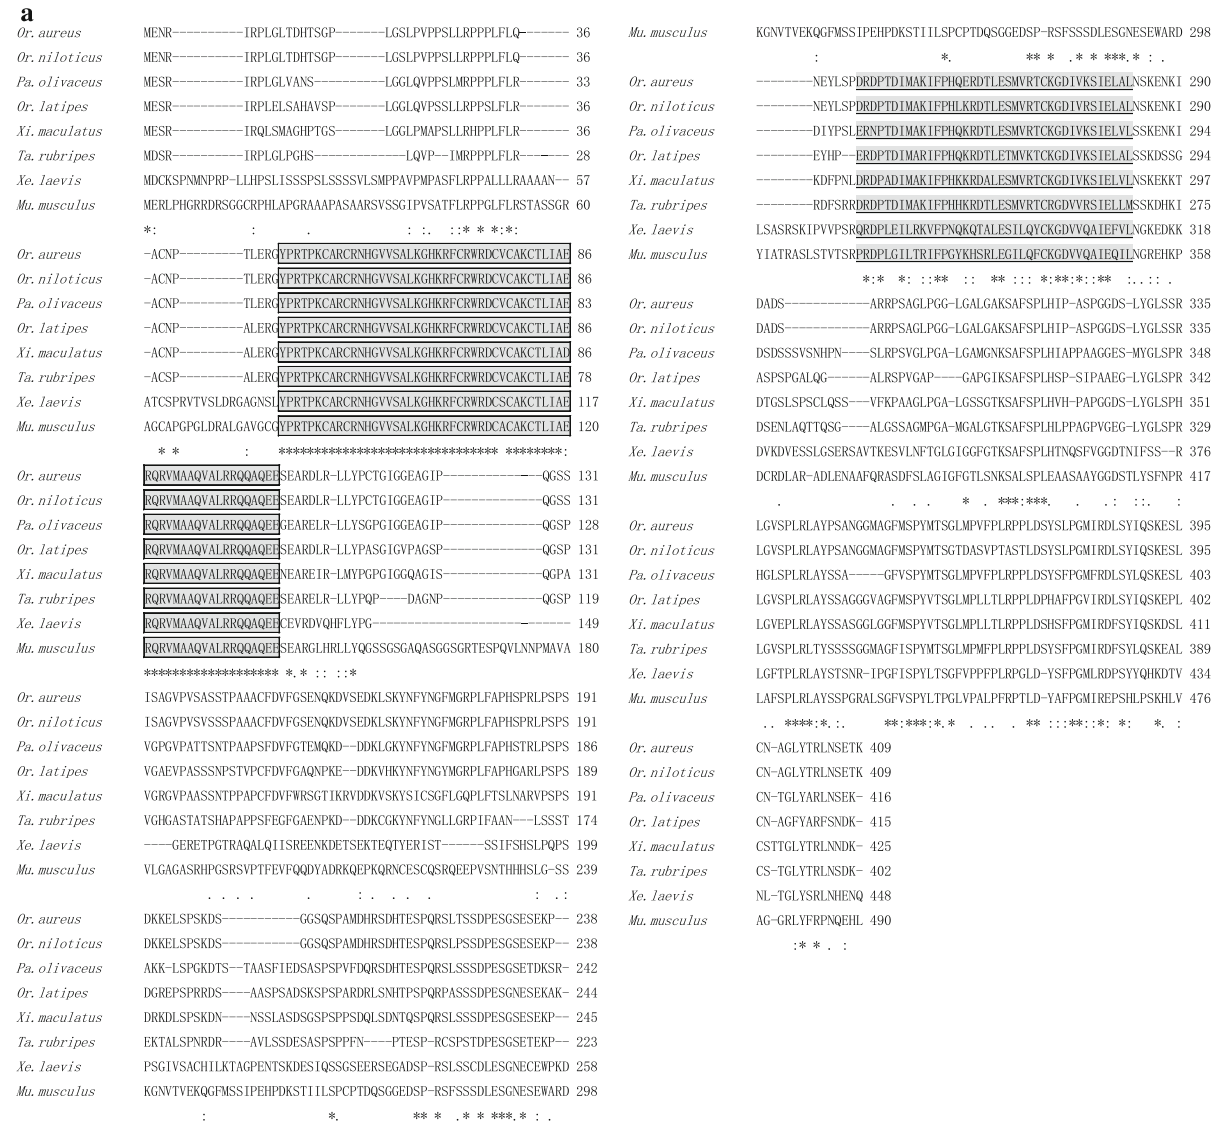 a
Or. aureus MENR----------IRPLGLTDHTSGP-------LGSLPVPPSLLRPPPLFLQ------- 36
Or. niloticus MENR----------IRPLGLTDHTSGP-------LGSLPVPPSLLRPPPLFLQ------- 36
Pa. olivaceus MESR----------IRPLGLVANS----------LGGLQVPPSLMRPPPLFLR------- 33
Or. latipes MESR----------IRPLELSAHAVSP-------LGGLQVPSSLLRPPPLFLR------- 36
Xi. maculatus MESR----------IRQLSMAGHPTGS-------LGGLPMAPSLLRHPPLFLR------- 36
Ta. rubripes MDSR----------IRPLGLPGHS-------------LQVP--IMRPPPLFLR------- 28
Xe. laevis MDCKSPNMNPRP-LLHPSLISSSPSLSSSSVLSMPPAVPMPASFLRPPALLLRAAAAN-- 57
Mu. musculus MERLPHGRRDRSGGCRPHLAPGRAAAPASAARSVSSGIPVSATFLRPPGLFLRSTASSGR 60
*: : . : :. ::** *:*:
Or. aureus -ACNP---------TLERGYPRTPKCARCRNHGVVSALKGHKRFCRWRDCVCAKCTLIAE 86
Or. niloticus -ACNP---------TLERGYPRTPKCARCRNHGVVSALKGHKRFCRWRDCVCAKCTLIAE 86
Pa. olivaceus -ACNP---------TLERGYPRTPKCARCRNHGVVSALKGHKRFCRWRDCVCAKCTLIAE 83
Or. latipes -ACNP---------ALERGYPRTPKCARCRNHGVVSALKGHKRFCRWRDCVCAKCTLIAE 86
Xi. maculatus -ACNP---------ALERGYPRTPKCARCRNHGVVSALKGHKRFCRWRDCVCAKCTLIAD 86
Ta. rubripes -ACSP---------ALERGYPRTPKCARCRNHGVVSALKGHKRFCRWRDCVCAKCTLIAE 78
Xe. laevis ATCSPRVTVSLDRGAGNSLYPRTPKCARCRNHGVVSALKGHKRFCRWRDCSCAKCTLIAE 117
Mu. musculus AGCAPGPGLDRALGAVGCGYPRTPKCARCRNHGVVSALKGHKRFCRWRDCACAKCTLIAE 120
* * : ******************************* ********:
Or. aureus RQRVMAAQVALRRQQAQEESEARDLR-LLYPCTGIGGEAGIP--------------QGSS 131
Or. niloticus RQRVMAAQVALRRQQAQEESEARDLR-LLYPCTGIGGEAGIP--------------QGSS 131
Pa. olivaceus RQRVMAAQVALRRQQAQEEGEARELR-LLYSGPGIGGEAGIP--------------QGSP 128
Or. latipes RQRVMAAQVALRRQQAQEESEARDLR-LLYPASGIGVPAGSP--------------QGSP 131
Xi. maculatus RQRVMAAQVALRRQQAQEENEAREIR-LMYPGPGIGGQAGIS--------------QGPA 131
Ta. rubripes RQRVMAAQVALRRQQAQEESEARELR-LLYPQP----DAGNP--------------QGSP 119
Xe. laevis RQRVMAAQVALRRQQAQEECEVRDVQHFLYPG---------------------------- 149
Mu. musculus RQRVMAAQVALRRQQAQEESEARGLHRLLYQGSSGSGAQASGGSGRTESPQVLNNPMAVA 180
******************* *.* :: ::*
Or. aureus ISAGVPVSASSTPAAACFDVFGSENQKDVSEDKLSKYNFYNGFMGRPLFAPHSPRLPSPS 191
Or. niloticus ISAGVPVSVSSSPAAACFDVFGSENQKDVSEDKLSKYNFYNGFMGRPLFAPHSPRLPSPS 191
Pa. olivaceus VGPGVPATTSNTPAAPSFDVFGTEMQKD--DDKLGKYNFYNGFMGRPLFAPHSTRLPSPS 186
Or. latipes VGAEVPASSSNPSTVPCFDVFGAQNPKE--DDKVHKYNFYNGYMGRPLFAPHGARLPSPS 189
Xi. maculatus VGRGVPAASSNTPPAPCFDVFWRSGTIKRVDDKVSKYSICSGFLGQPLFTSLNARVPSPS 191
Ta. rubripes VGHGASTATSHAPAPPSFEGFGAENPKD--DDKCGKYNFYNGLLGRPIFAAN---LSSST 174
Xe. laevis ----GERETPGTRAQALQIISREENKDETSEKTEQTYERIST------SSIFSHSLPQPS 199
Mu. musculus VLGAGASRHPGSRSVPTFEVFQQDYADRKQEPKQRNCESCQSRQEEPVSNTHHHSLG-SS 239
. . . . : . . . . : .:
Or. aureus DKKELSPSKDS-----------GGSQSPAMDHRSDHTESPQRSLTSSDPESGSESEKP-- 238
Or. niloticus DKKELSPSKDS-----------GGSQSPAMDHRSDHTESPQRSLPSSDPESGSESEKP-- 238
Pa. olivaceus AKK-LSPGKDTS--TAASFIEDSASPSPVFDQRSDHTESPQRSLSSSDPESGSETDKSR- 242
Or. latipes DGREPSPRRDS----AASPSADSKSPSPARDRLSNHTPSPQRPASSSDPESGNESEKAK- 244
Xi. maculatus DRKDLSPSKDN----NSSLASDSGSPSPPSDQLSDNTQSPQRSLSSSDPESGSESEKP-- 245
Ta. rubripes EKTALSPNRDR----AVLSSDESASPSPPFN----PTESP-RCSPSTDPESGSETEKP-- 223
Xe. laevis PSGIVSACHILKTAGPENTSKDESIQSSGSEERSEGADSP-RSLSSCDLESGNECEWPKD 258
Mu. musculus KGNVTVEKQGFMSSIPEHPDKSTIILSPCPTDQSGGEDSP-RSFSSSDLESGNESEWARD 298
: *. ** * .* * ***.* : .
Mu. musculus KGNVTVEKQGFMSSIPEHPDKSTIILSPCPTDQSGGEDSP-RSFSSSDLESGNESEWARD 298
: *. ** * .* * ***.* : .
Or. aureus --------NEYLSPDRDPTDIMAKIFPHQERDTLESMVRTCKGDIVKSIELALNSKENKI 290
Or. niloticus --------NEYLSPDRDPTDIMAKIFPHLKRDTLESMVRTCKGDIVKSIELALNSKENKI 290
Pa. olivaceus --------DIYPSLERNPTDIMAKIFPHQKRDTLESMVRTCKGDIVKSIELVLSSKENKI 294
Or. latipes --------EYHP--ERDPTDIMARIFPHQKRDTLETMVKTCKGDIVKSIELALSSKDSSG 294
Xi. maculatus --------KDFPNLDRDPADIMAKIFPHKKRDALESMVRTCKGDIVKSIELVLNSKEKKT 297
Ta. rubripes --------RDFSRRDRDPTDIMAKIFPHHKRDTLESMVRTCRGDVVRSIELLMSSKDHKI 275
Xe. laevis LSASRSKIPVVPSRQRDPLEILRKVFPNQKQTALESILQYCKGDVVQAIEFVLNGKEDKK 318
Mu. musculus YIATRASLSTVTSRPRDPLGILTRIFPGYKHSRLEGILQFCKGDVVQAIEQILNGREHKP 358
*:* *: ::** :: ** ::: *:**:*::** :..:: .
Or. aureus DADS------------ARRPSAGLPGG-LGALGAKSAFSPLHIP-ASPGGDS-LYGLSSR 335
Or. niloticus DADS------------ARRPSAGLPGG-LGALGTKSAFSPLHIP-ASPGGDS-LYGLSSR 335
Pa. olivaceus DSDSSSVSNHPN----SLRPSVGLPGA-LGAMGNKSAFSPLHIAPPAAGGES-MYGLSPR 348
Or. latipes ASPSPGALQG------ALRSPVGAP----GAPGIKSAFSPLHSP-SIPAAEG-LYGLSPR 342
Xi. maculatus DTGSLSPSCLQSS---VFKPAAGLPGA-LGSSGTKSAFSPLHVH-PAPGGDS-LYGLSPH 351
Ta. rubripes DSENLAQTTQSG----ALGSSAGMPGA-MGALGTKSAFSPLHLPPAGPVGEG-LYGLSPR 329
Xe. laevis DVKDVESSLGSERSAVTKESVLNFTGLGIGGFGTKSAFSPLHTNQSFVGGDTNIFSS--R 376
Mu. musculus DCRDLAR-ADLENAAFQRASDFSLAGIGFGTLSNKSALSPLEAASAAYGGDTSLYSFNPR 417
. . . . * . ***:***. . : ::. :
Or. aureus LGVSPLRLAYPSANGGMAGFMSPYMTSGLMPVFPLRPPLDSYSLPGMIRDLSYIQSKESL 395
Or. niloticus LGVSPLRLAYPSANGGMAGFMSPYMTSGTDASVPTASTLDSYSLPGMIRDLSYIQSKESL 395
Pa. olivaceus HGLSPLRLAYSSA-----GFVSPYMTSGLMPVFPLRPPLDSYSFPGMFRDLSYLQSKESL 403
Or. latipes LGVSPLRLAYSSAGGGVAGFMSPYVTSGLMPLLTLRPPLDPHAFPGVIRDLSYIQSKEPL 402
Xi. maculatus LGVEPLRLAYSSAGGLGGFMSPYMTSGLMPLLTLRPPLDSHSFPGMIRDLSYIQSKDSL 411
Ta. rubripes LGVSPLRLTYSSSSGGMAGFISPYMTSGLMPMFPLRPPLDSYSFPGMIRDFSYLQSKEAL 389
Xe. laevis LGFTPLRLAYSTSNR-IPGFISPYLTSGFVPPFPLRPGLD-YSFPGMLRDPSYYQHKDTV 434
Mu. musculus LAFSPLRLAYSSPGRALSGFVSPYLTPGLVPALPFRPTLD-YAFPGMIREPSHLPSKHLV 476
.. ****:*.:. **:***:*.* . .. . ** ::**::*: *: *. :
Or. aureus CN-AGLYTRLNSETK 409
Or. niloticus CN-AGLYTRLNSETK 409
Pa. olivaceus CN-TGLYARLNSEK- 416
Or. latipes CN-AGFYARFSNDK- 415
Xi. maculatus CSTTGLYTRLNNDK- 425
Ta. rubripes CS-TGLYTRLNSDK- 402
Xe. laevis NL-TGLYSRLNHENQ 448
Mu. musculus AG-GRLYFRPNQEHL 490
:* * . :